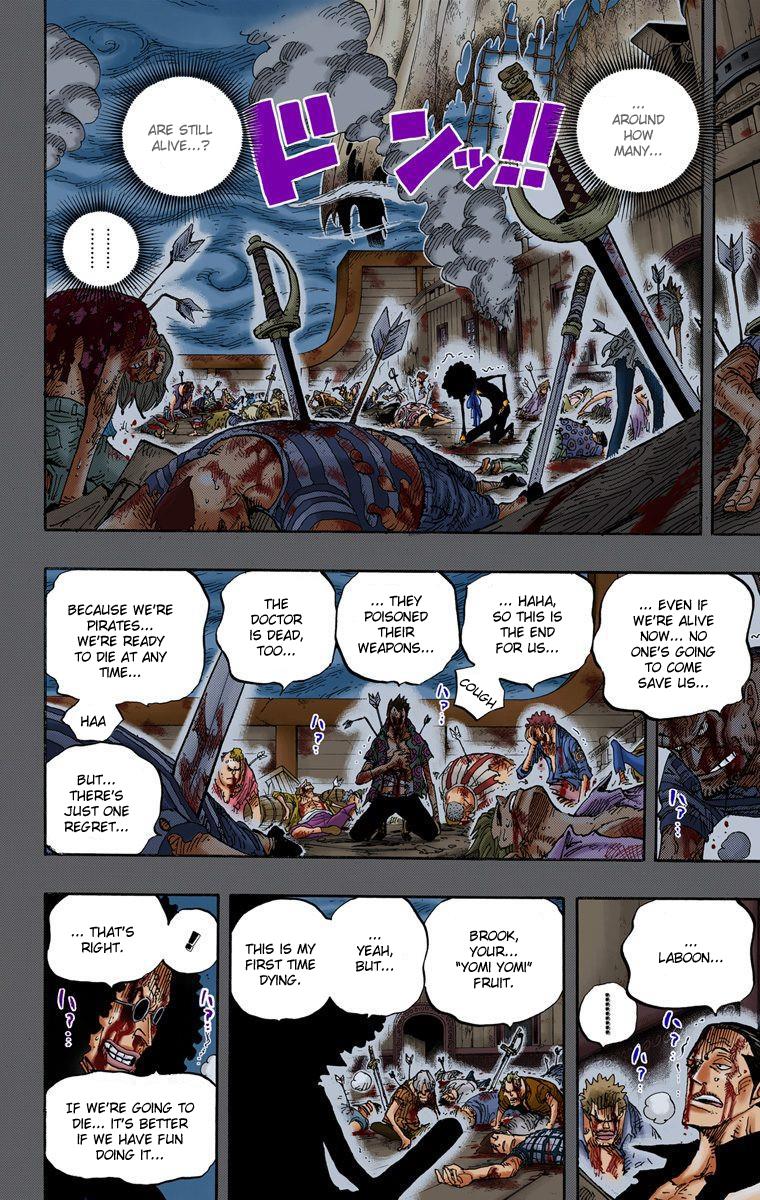 ...
AROUND
HOW
MANY...
ARE STILL
ALIVE...?
ドンッ!!
......
... EVEN IF
WE'RE ALIVE
NOW... NO
ONE'S GOING
TO COME
SAVE US...
ハァ…
... HAHA,
SO THIS IS
THE END
FOR US...
COUGH
... THEY
POISONED
THEIR
WEAPONS...
ハァ…
THE
DOCTOR
IS DEAD,
TOO...
ハァ…
BECAUSE WE'RE
PIRATES...
WE'RE READY
TO DIE AT ANY
TIME...
HAA
BUT...
THERE'S
JUST ONE
REGRET...
...
LABOON.
........
ハァ…
ハァ…
BROOK,
YOUR...
"YOMI YOMI"
FRUIT.
...
YEAH,
BUT...
THIS IS MY
FIRST TIME
DYING.
!
... THAT'S
RIGHT.
ハァ…
ハァ…
IF WE'RE GOING TO
DIE... IT'S BETTER
IF WE HAVE FUN
DOING IT...